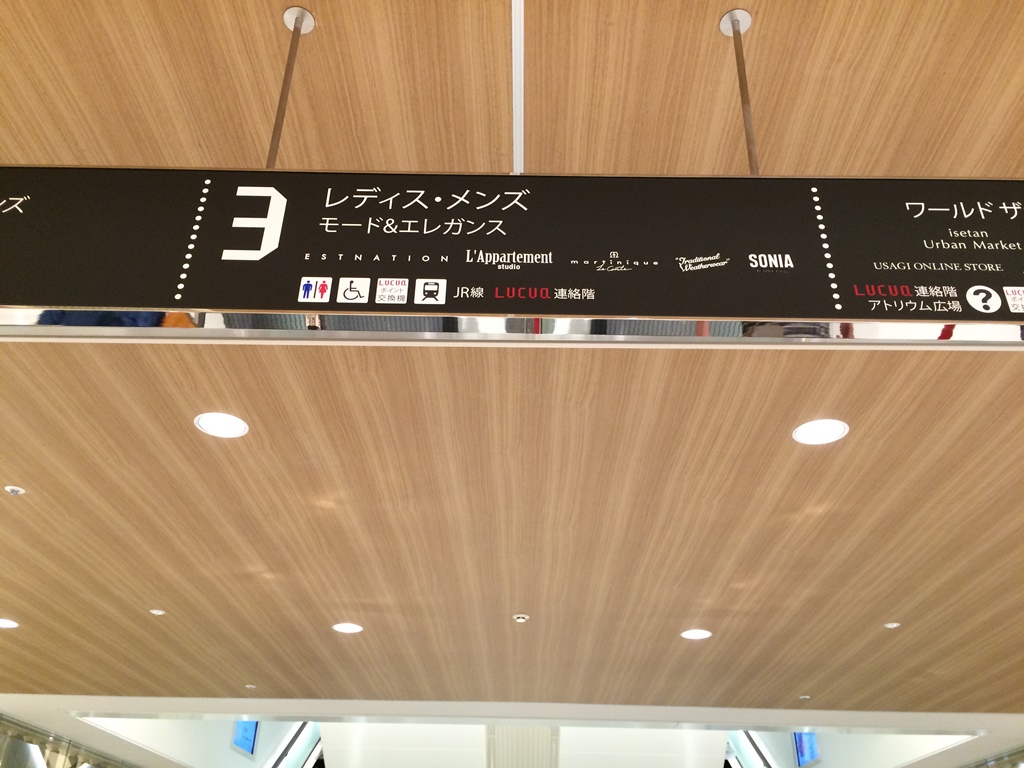 ズ
3
レディス・メンズ
モード&エレガンス
ESTNATION L'Appartement studio martinique Le Conte "Traditional Weatherwear" SONIA
LUCUA ポイント 交換機 JR線 LUCUA 連絡階
ワールド ザ
isetan
Urban Market
USAGI ONLINE STORE
LUCUA 連絡階
アトリウム広場 ?